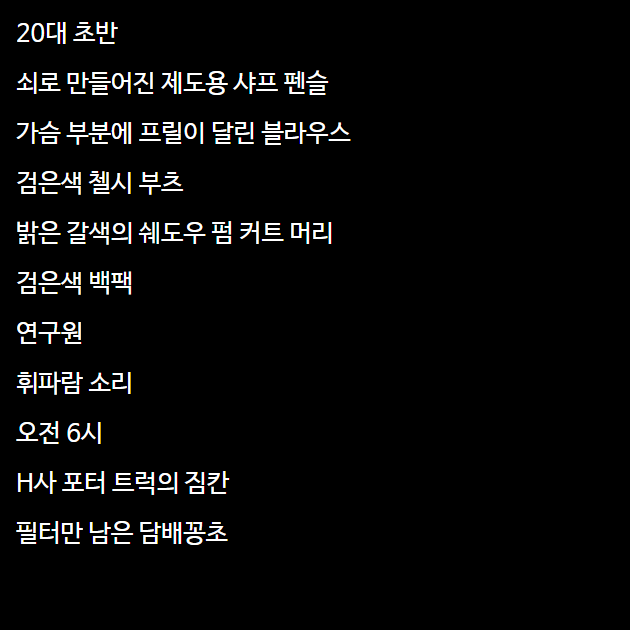 20대 초반
쇠로 만들어진 제도용 샤프 펜슬
가슴 부분에 프릴이 달린 블라우스
검은색 첼시 부츠
밝은 갈색의 쉐도우 펌 커트 머리
검은색 백팩
연구원
휘파람 소리
오전 6시
H사 포터 트럭의 짐칸
필터만 남은 담배꽁초